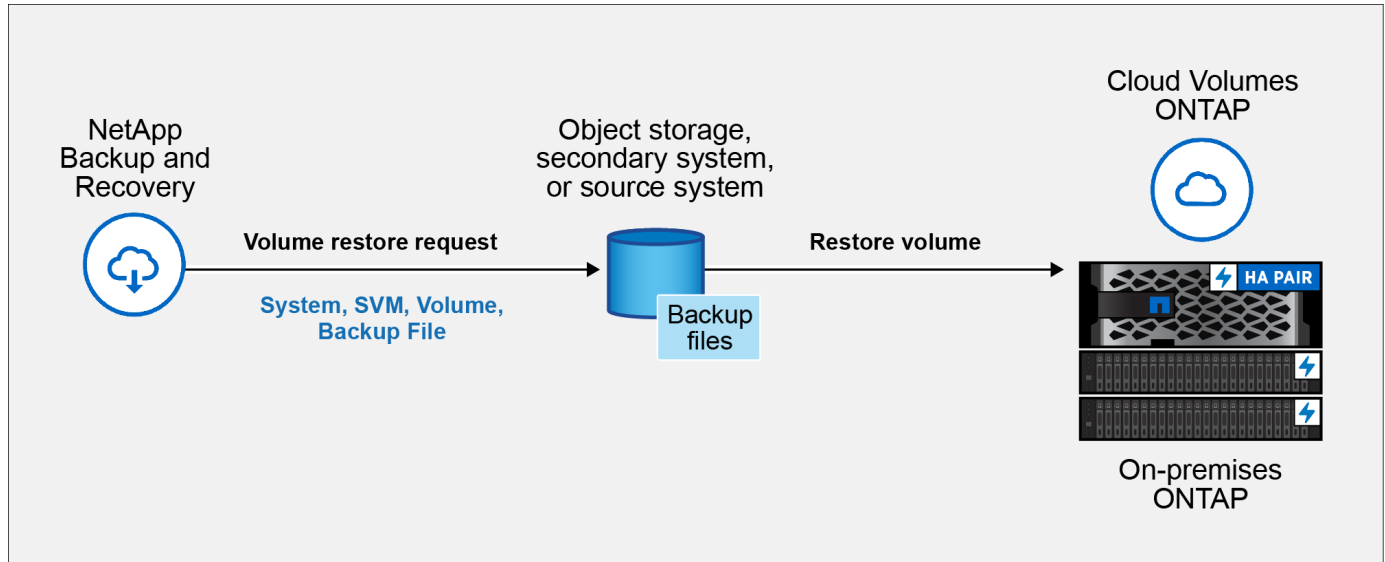 NetApp
Backup and
Recovery
Volume restore request
System, SVM, Volume,
Backup File
Object storage,
secondary system,
or source system
Backup
files
Restore volume
Cloud Volumes
ONTAP
HA PAIR
On-premises
ONTAP